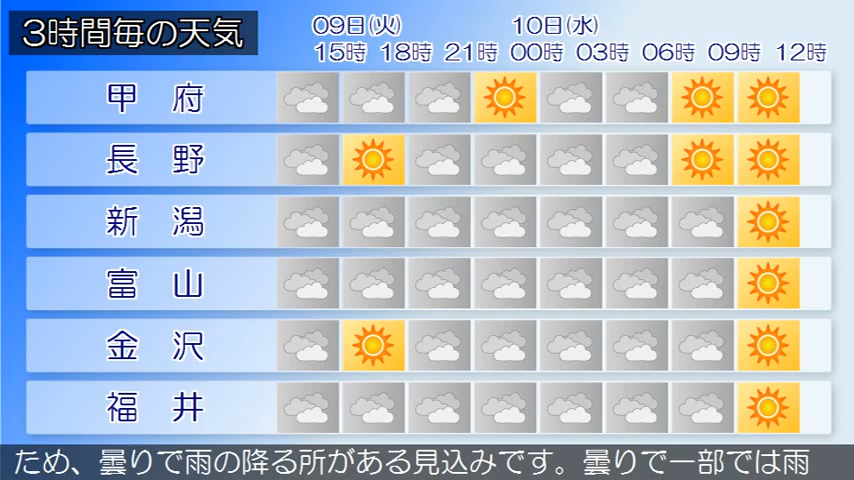 3時間毎の天気
09日(火) 10日(水)
15時 18時 21時 00時 03時 06時 09時 12時
甲 府
長 野
新 潟
富 山
金 沢
福 井
ため、曇りで雨の降る所がある見込みです。曇りで一部では雨